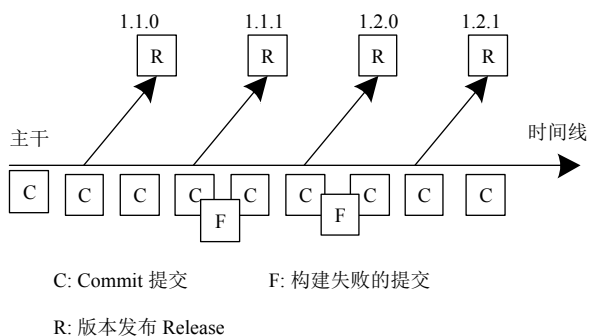 1.1.0 1.1.1 1.2.0 1.2.1
R R R R
主干 时间线
C C C C C C C C C
F F
C: Commit 提交 F: 构建失败的提交
R: 版本发布 Release